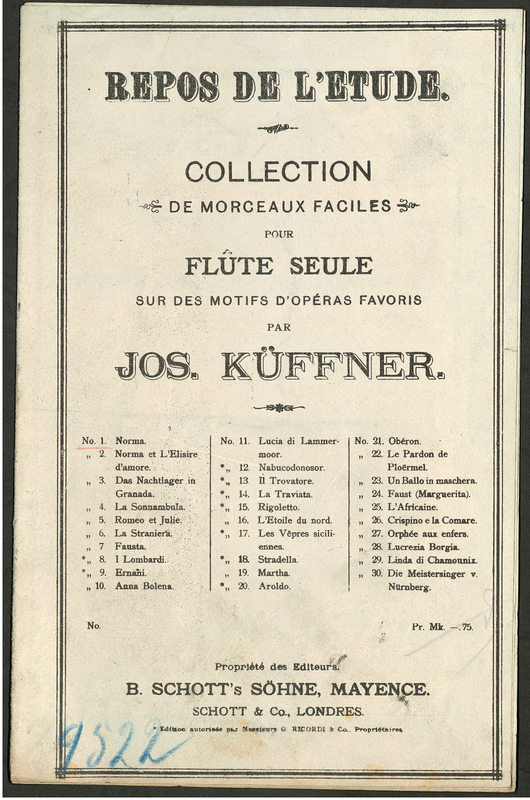 REPOS DE L'ETUDE.
COLLECTION
DE MORCEAUX FACILES
POUR
FLÛTE SEULE
SUR DES MOTIFS D'OPÉRAS FAVORIS
PAR
JOS. KÜFFNER.
No. 1. Norma.
„ 2. Norma et L'Elisire
d'amore.
„ 3. Das Nachtlager in
Granada.
„ 4. La Sonnambula.
„ 5. Romeo et Julie.
„ 6. La Straniera.
„ 7 Fausta.
*„ 8. I Lombardi.
*„ 9. Ernani.
„ 10. Anna Bolena.
No. 11. Lucia di Lammer-
moor.
*„ 12. Nabucodonosor.
*„ 13. Il Trovatore.
*„ 14. La Traviata.
*„ 15. Rigoletto.
„ 16. L'Etoile du nord.
*„ 17. Les Vêpres sicili-
ennes.
*„ 18. Stradella.
„ 19. Martha.
*„ 20. Aroldo.
No. 21. Obéron.
„ 22. Le Pardon de
Ploërmel.
„ 23. Un Ballo in maschera.
„ 24. Faust (Marguerita).
„ 25. L'Africaine.
„ 26. Crispino e la Comare.
„ 27. Orphée aux enfers.
„ 28. Lucrezia Borgia.
„ 29. Linda di Chamounix.
„ 30. Die Meistersinger v.
Nürnberg.
No.
Pr. Mk. —.75.
Propriété des Editeurs.
B. SCHOTT's SÖHNE, MAYENCE.
SCHOTT & Co., LONDRES.
* Edition autorisée par Messieurs G. RICORDI & Co., Propriétaires
9522